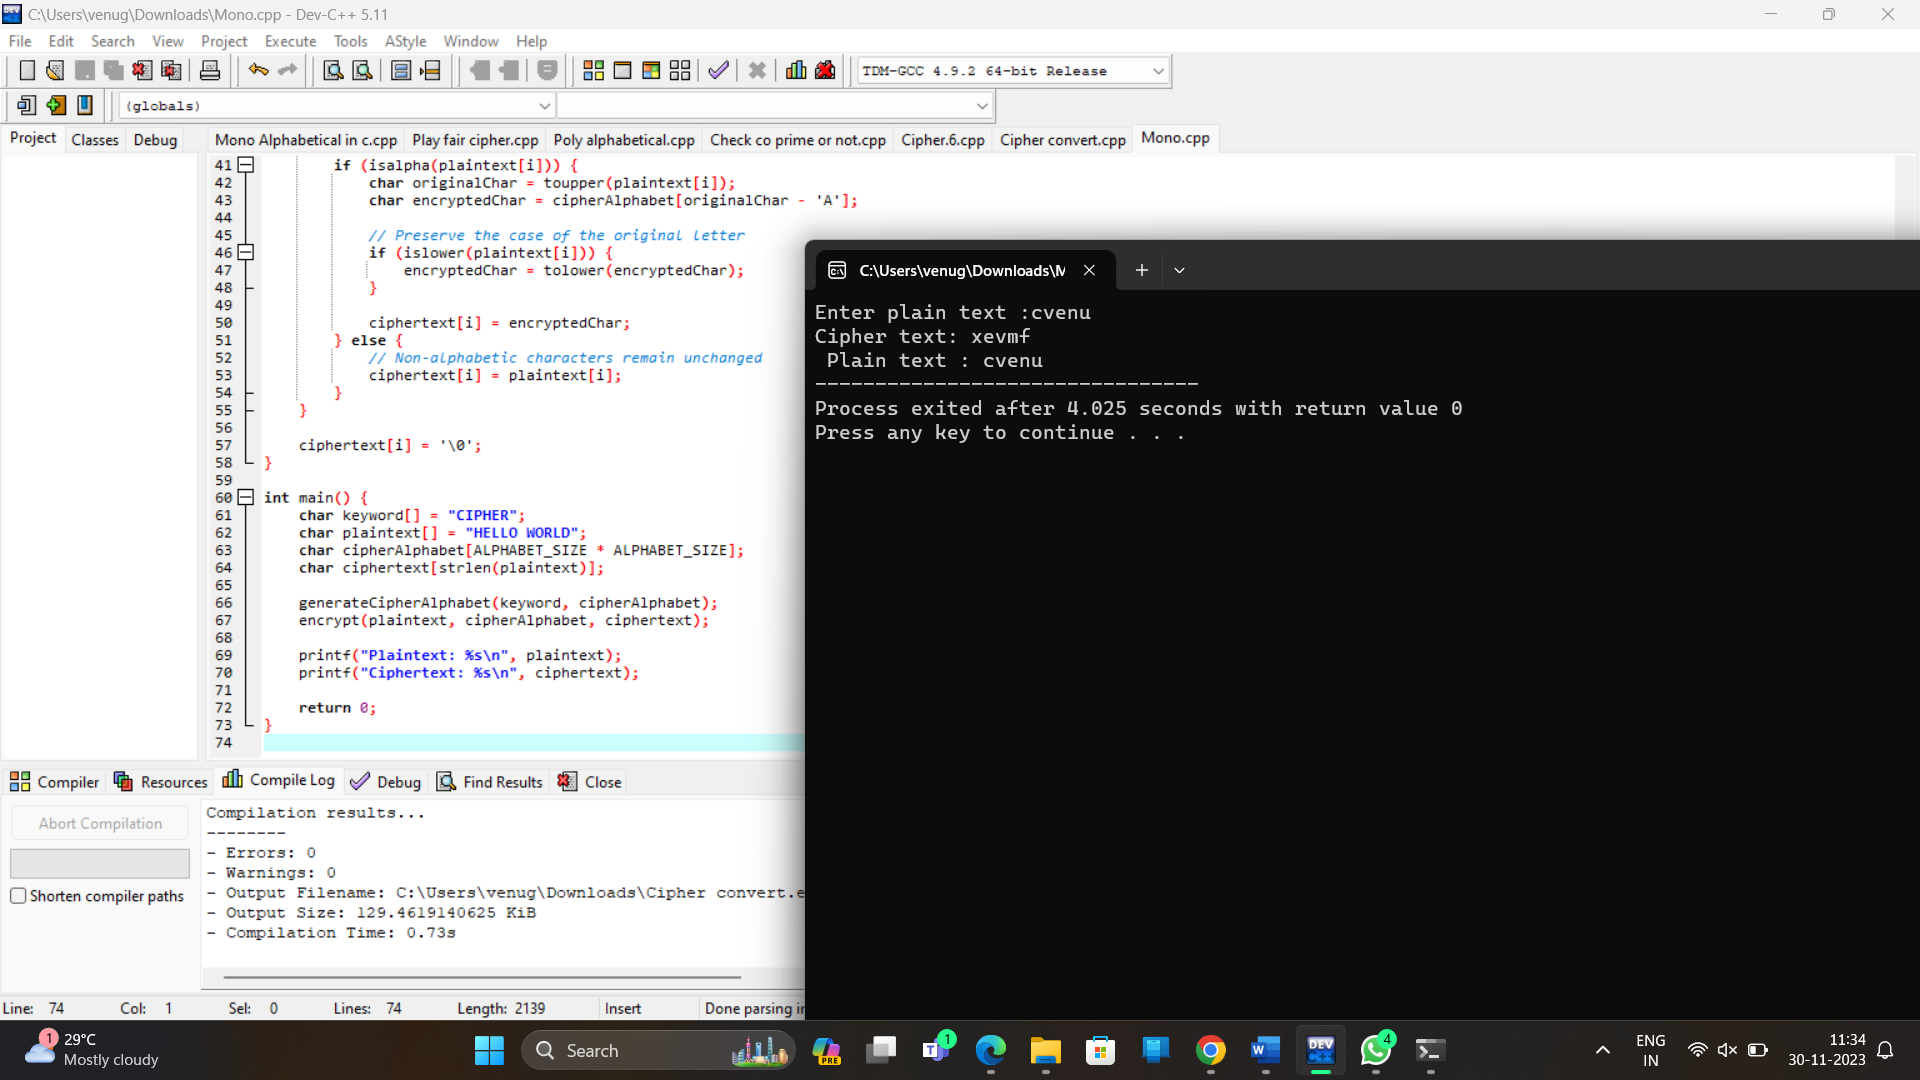 C:\Users\venug\Downloads\Mono.cpp - Dev-C++ 5.11
File Edit Search View Project Execute Tools AStyle Window Help
TDM-GCC 4.9.2 64-bit Release
(globals)
Project Classes Debug
Mono Alphabetical in c.cpp Play fair cipher.cpp Poly alphabetical.cpp Check co prime or not.cpp Cipher.6.cpp Cipher convert.cpp Mono.cpp
41 if (isalpha(plaintext[i])) {
42 char originalChar = toupper(plaintext[i]);
43 char encryptedChar = cipherAlphabet[originalChar - 'A'];
44
45 // Preserve the case of the original letter
46 if (islower(plaintext[i])) {
47 encryptedChar = tolower(encryptedChar);
48 }
49
50 ciphertext[i] = encryptedChar;
51 } else {
52 // Non-alphabetic characters remain unchanged
53 ciphertext[i] = plaintext[i];
54 }
55 }
56
57 ciphertext[i] = '\0';
58 }
59
60 int main() {
61 char keyword[] = "CIPHER";
62 char plaintext[] = "HELLO WORLD";
63 char cipherAlphabet[ALPHABET_SIZE * ALPHABET_SIZE];
64 char ciphertext[strlen(plaintext)];
65
66 generateCipherAlphabet(keyword, cipherAlphabet);
67 encrypt(plaintext, cipherAlphabet, ciphertext);
68
69 printf("Plaintext: %s\n", plaintext);
70 printf("Ciphertext: %s\n", ciphertext);
71
72 return 0;
73 }
74
C:\Users\venug\Downloads\M
Enter plain text :cvenu
Cipher text: xevmf
Plain text : cvenu
--------------------------------
Process exited after 4.025 seconds with return value 0
Press any key to continue . . .
Compiler Resources Compile Log Debug Find Results Close
Abort Compilation
Shorten compiler paths
Compilation results...
--------
- Errors: 0
- Warnings: 0
- Output Filename: C:\Users\venug\Downloads\Cipher convert.e
- Output Size: 129.4619140625 KiB
- Compilation Time: 0.73s
Line: 74 Col: 1 Sel: 0 Lines: 74 Length: 2139 Insert Done parsing in
1
29°C
Mostly cloudy
Search
PRE
1
DEV
C++
4
ENG
IN
11:34
30-11-2023